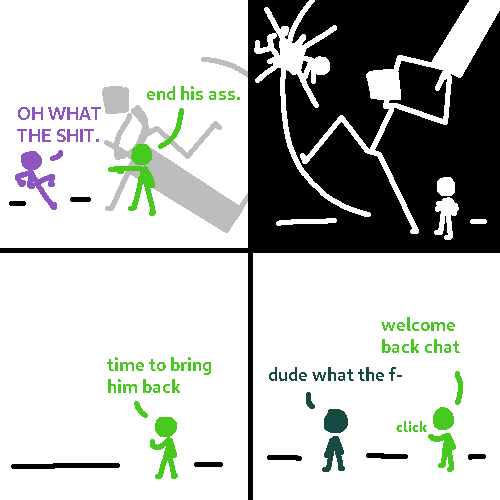 end his ass.
OH WHAT
THE SHIT.
time to bring
him back
welcome
back chat
dude what the f-
click